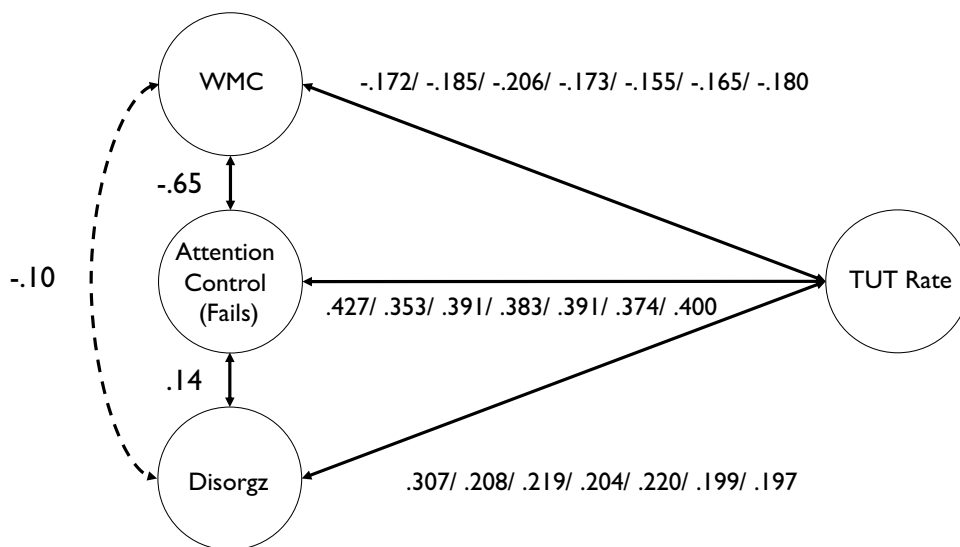 WMC
-.172/ -.185/ -.206/ -.173/ -.155/ -.165/ -.180
-.65
-.10
Attention
Control
(Fails)
TUT Rate
.427/ .353/ .391/ .383/ .391/ .374/ .400
.14
Disorgz
.307/ .208/ .219/ .204/ .220/ .199/ .197